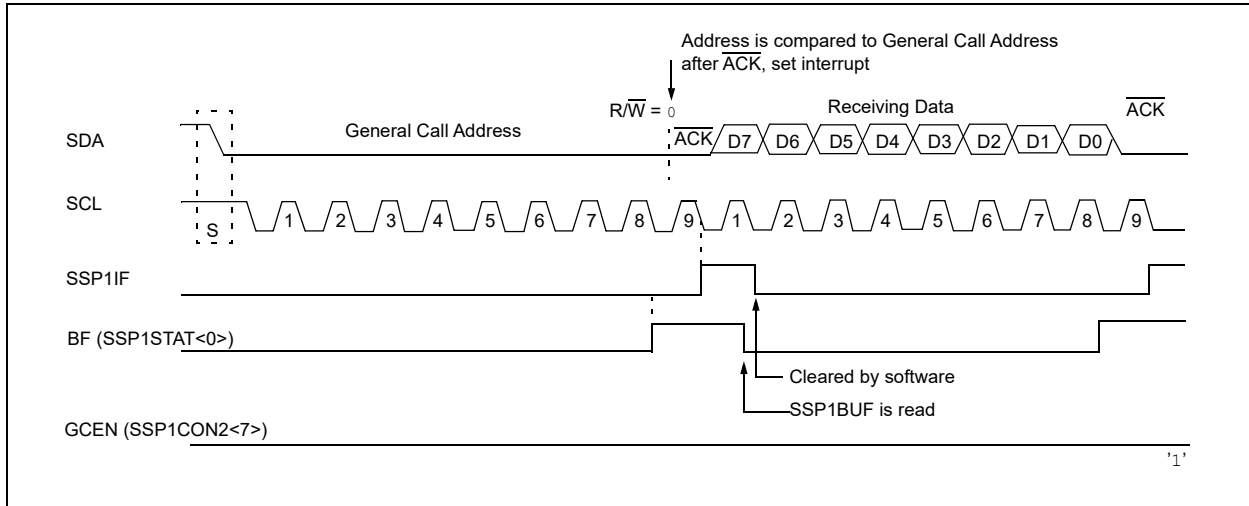 Address is compared to General Call Address
after ACK, set interrupt
R/W = 0
Receiving Data
ACK
SDA
General Call Address
ACK D7 D6 D5 D4 D3 D2 D1 D0
SCL
S
1 2 3 4 5 6 7 8 9 1 2 3 4 5 6 7 8 9
SSP1IF
BF (SSP1STAT<0>)
Cleared by software
SSP1BUF is read
GCEN (SSP1CON2<7>)
'1'